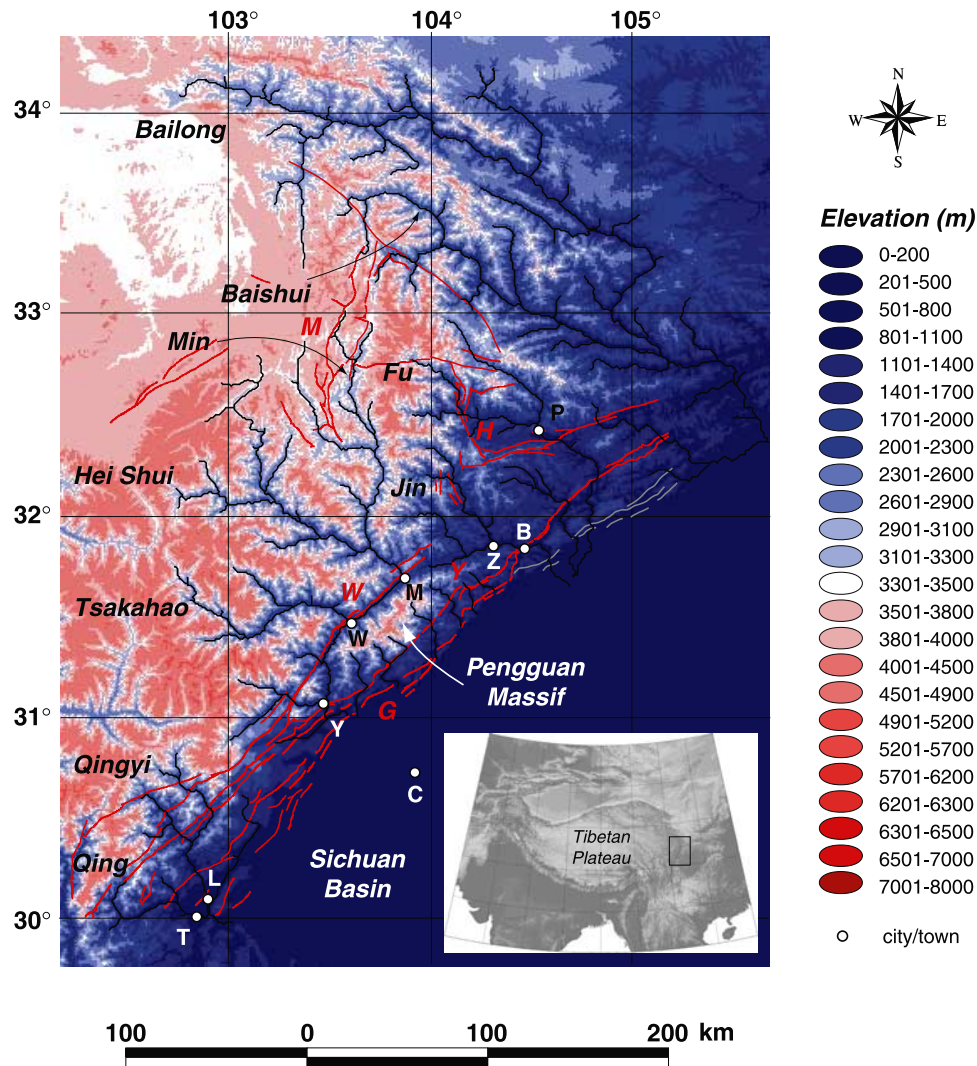 103° 104° 105°
34°
33°
32°
31°
30°
Bailong
Baishui
M
Min
Fu
P
H
Hei Shui
Jin
B
Z
Y
M
W
W
Tsakahao
Pengguan
Massif
G
Y
Qingyi
C
Qing
Sichuan
Basin
L
T
Tibetan
Plateau
N
W E
S
Elevation (m)
0-200
201-500
501-800
801-1100
1101-1400
1401-1700
1701-2000
2001-2300
2301-2600
2601-2900
2901-3100
3101-3300
3301-3500
3501-3800
3801-4000
4001-4500
4501-4900
4901-5200
5201-5700
5701-6200
6201-6300
6301-6500
6501-7000
7001-8000
city/town
100 0 100 200 km